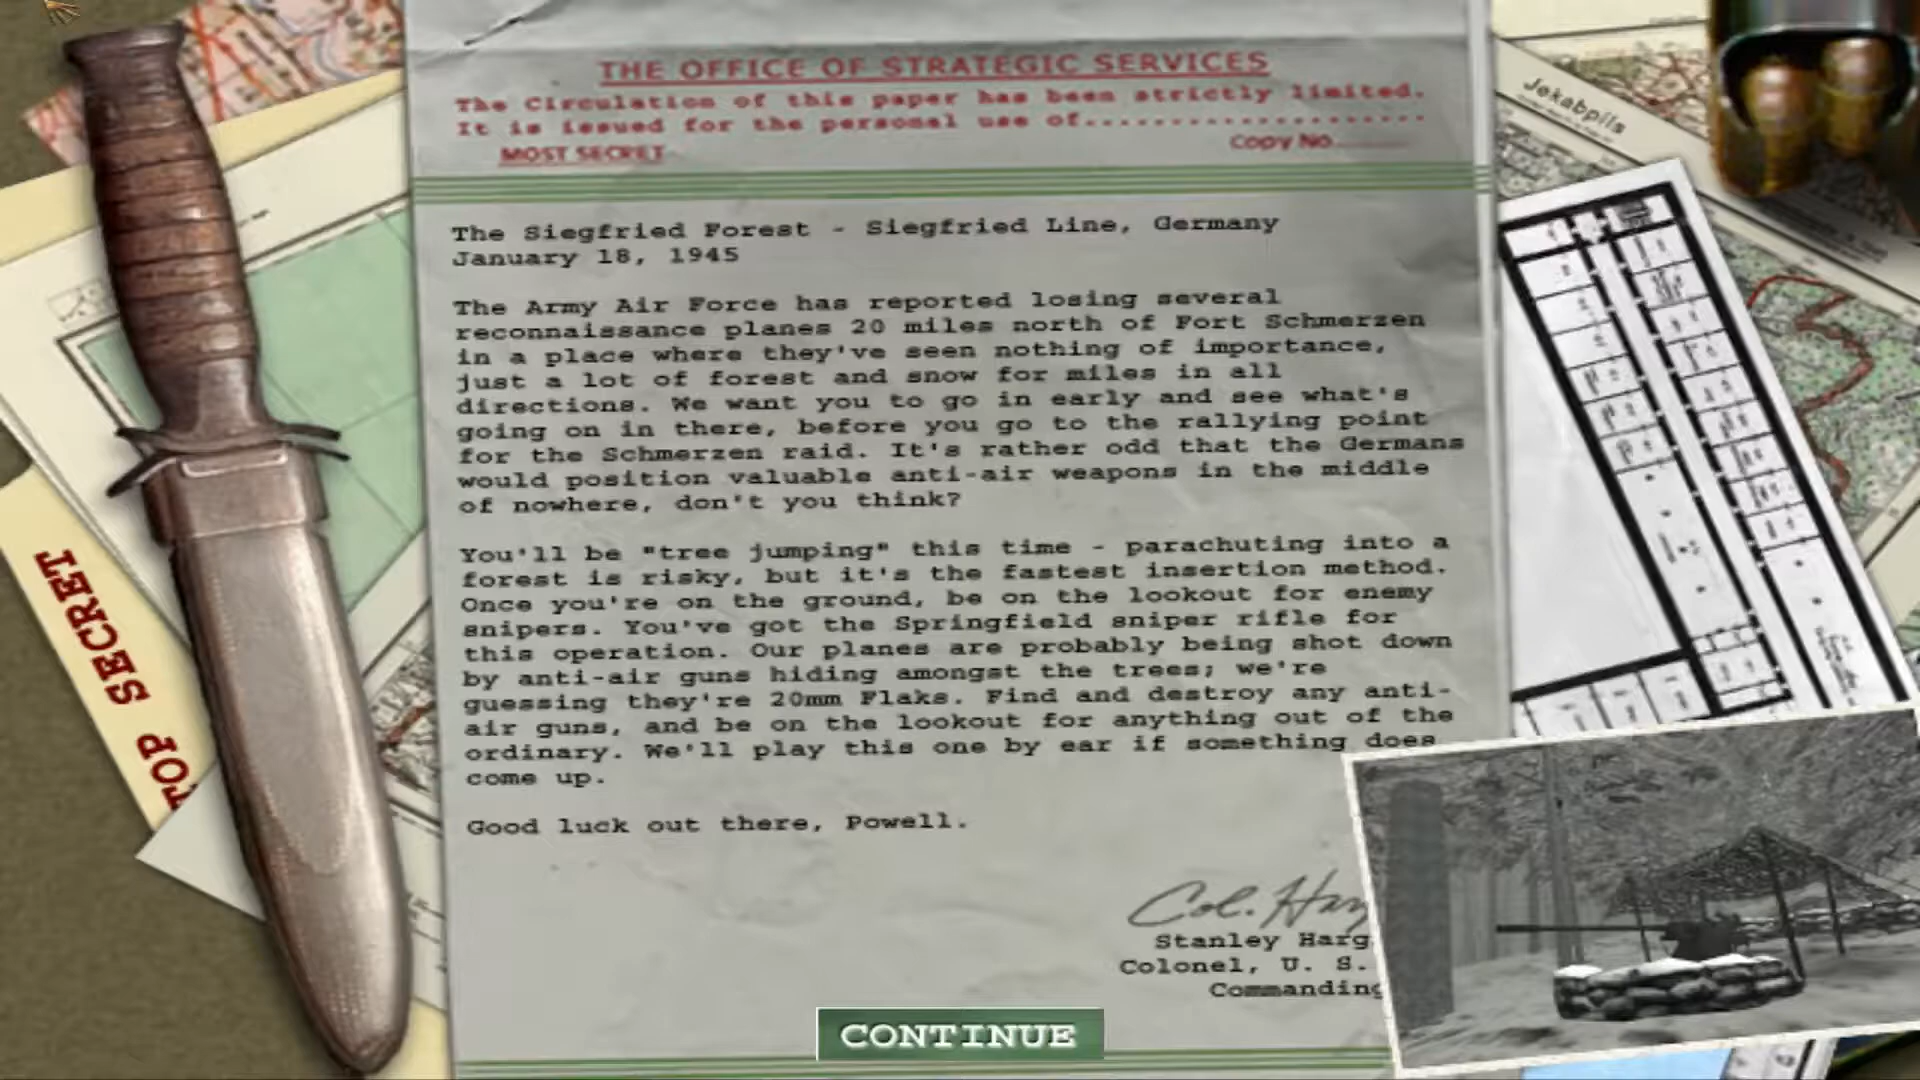 THE OFFICE OF STRATEGIC SERVICES
The Circulation of this paper has been strictly limited.
It is issued for the personal use of......................
MOST SECRET
Copy No..........
The Siegfried Forest - Siegfried Line, Germany
January 18, 1945
The Army Air Force has reported losing several
reconnaissance planes 20 miles north of Fort Schmerzen
in a place where they've seen nothing of importance,
just a lot of forest and snow for miles in all
directions. We want you to go in early and see what's
going on in there, before you go to the rallying point
for the Schmerzen raid. It's rather odd that the Germans
would position valuable anti-air weapons in the middle
of nowhere, don't you think?
You'll be "tree jumping" this time - parachuting into a
forest is risky, but it's the fastest insertion method.
Once you're on the ground, be on the lookout for enemy
snipers. You've got the Springfield sniper rifle for
this operation. Our planes are probably being shot down
by anti-air guns hiding amongst the trees; we're
guessing they're 20mm Flaks. Find and destroy any anti-
air guns, and be on the lookout for anything out of the
ordinary. We'll play this one by ear if something does
come up.
Good luck out there, Powell.
Col. Har
Stanley Harg
Colonel, U. S.
Commanding
CONTINUE
TOP SECRET
Jekabpils